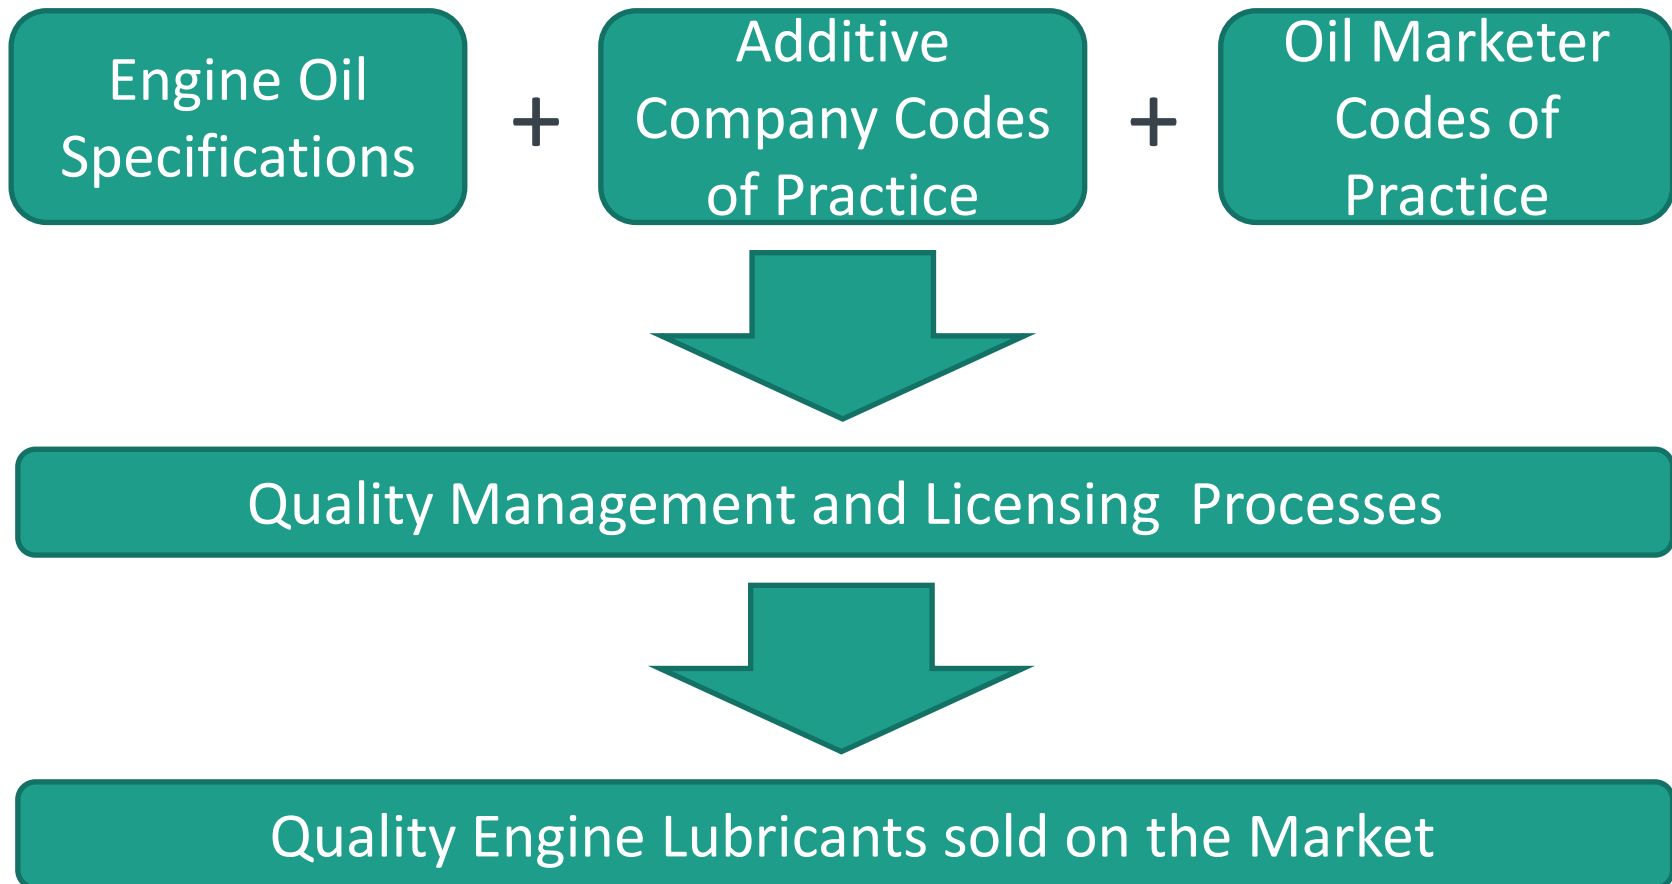 Engine Oil
Specifications
+
Additive
Company Codes
of Practice
+
Oil Marketer
Codes of
Practice
Quality Management and Licensing  Processes
Quality Engine Lubricants sold on the Market